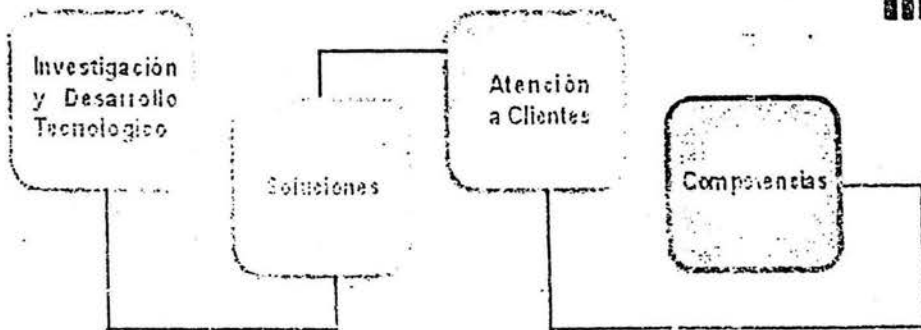 Investigación
y Desarrollo
Tecnologico
Soluciones
Atención
a Clientes
Competencias